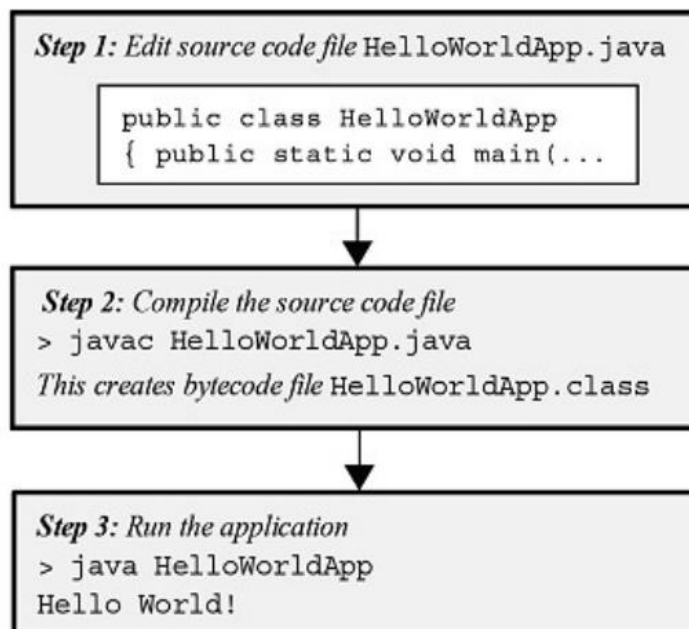 Step 1: Edit source code file HelloWorldApp.java
public class HelloWorldApp
{ public static void main(...
Step 2: Compile the source code file
> javac HelloWorldApp.java
This creates bytecode file HelloWorldApp.class
Step 3: Run the application
> java HelloWorldApp
Hello World!